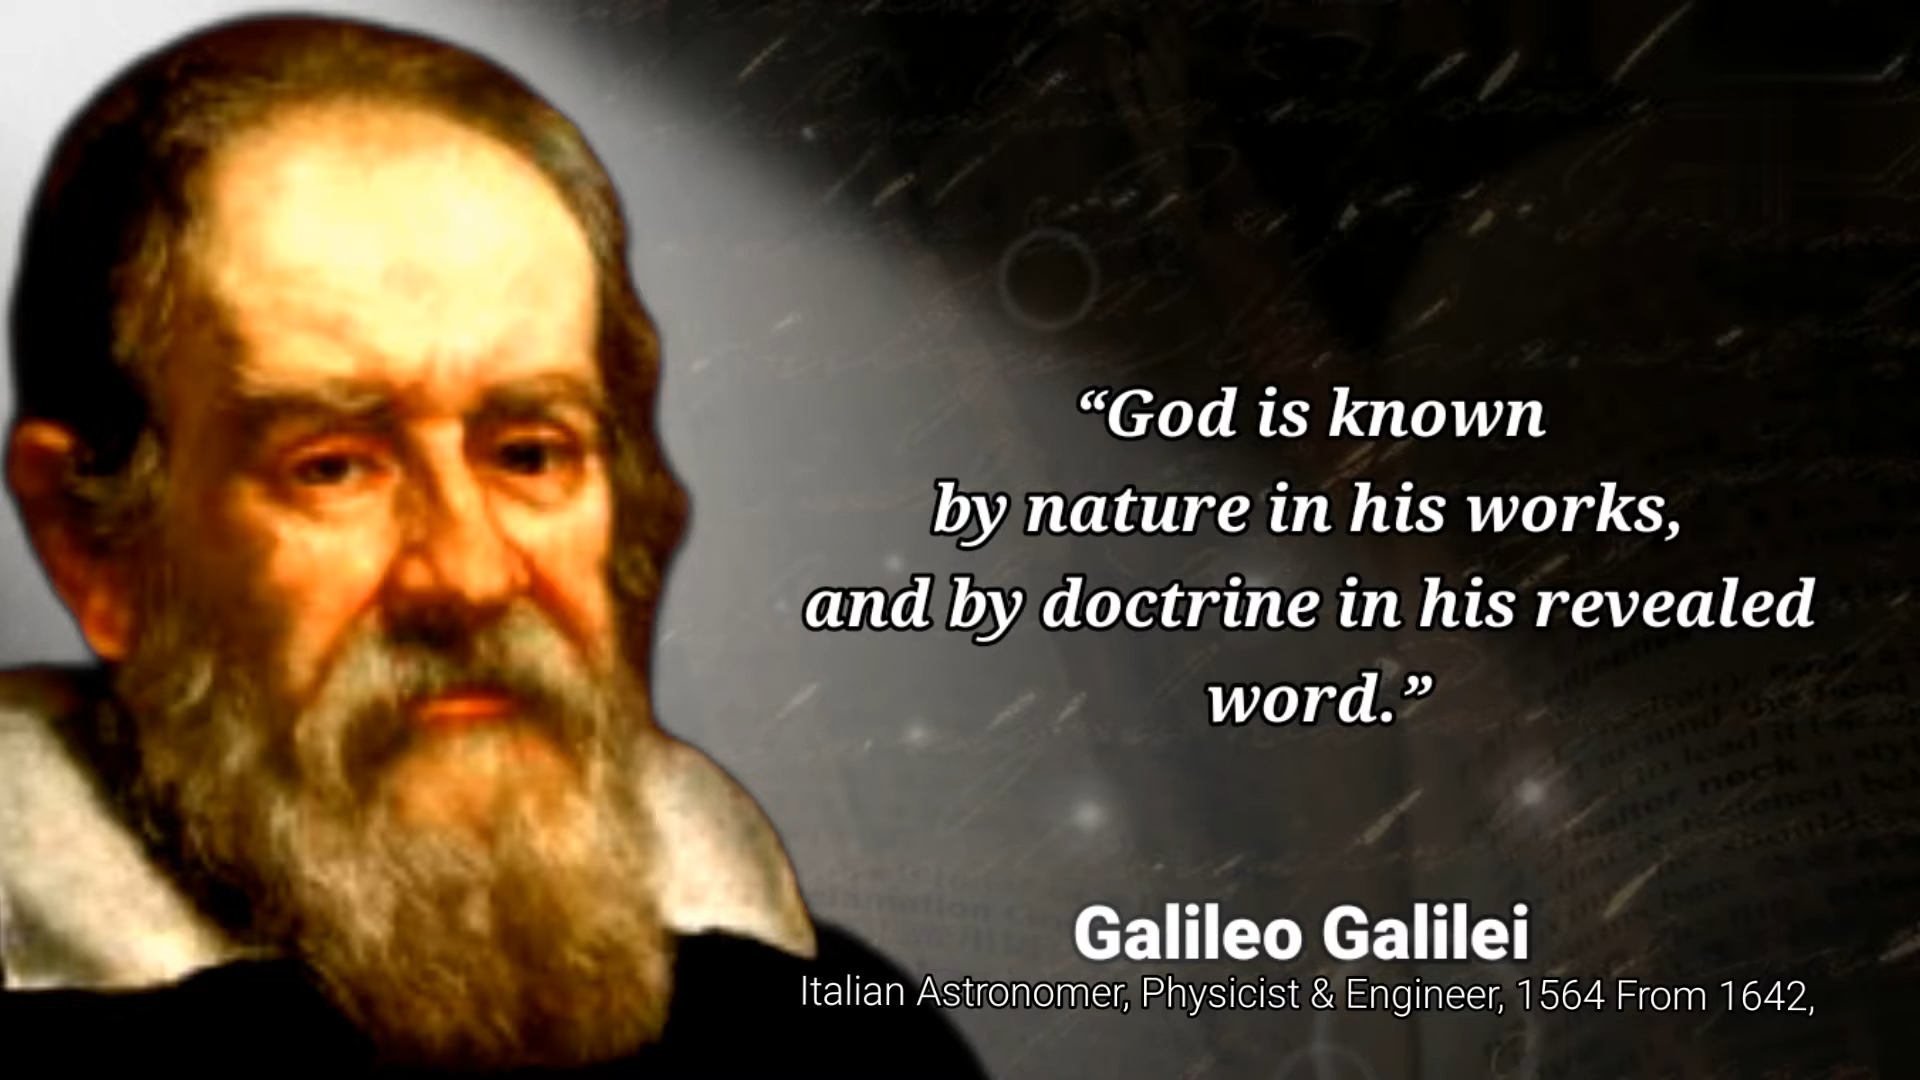 “God is known
by nature in his works,
and by doctrine in his revealed
word.”
Galileo Galilei
Italian Astronomer, Physicist & Engineer, 1564 From 1642,